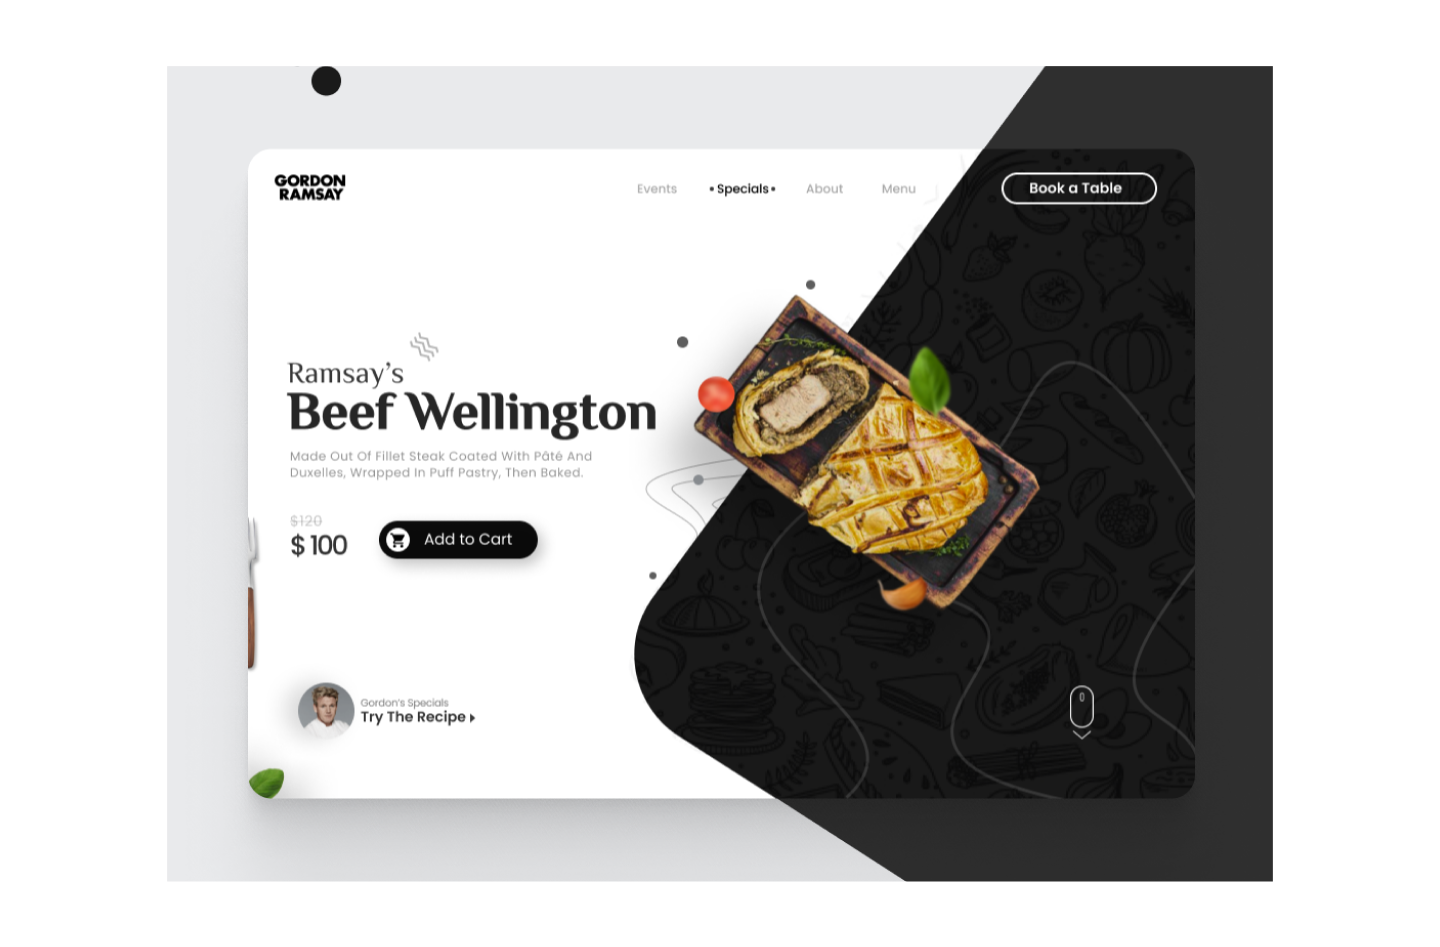 GORDON
RAMSAY
Events
Specials
About
Menu
Book a Table
Ramsay's
Beef Wellington
Made Out Of Fillet Steak Coated With Pâté And
Duxelles, Wrapped In Puff Pastry, Then Baked.
$120
$ 100
Add to Cart
Gordon's Specials
Try The Recipe